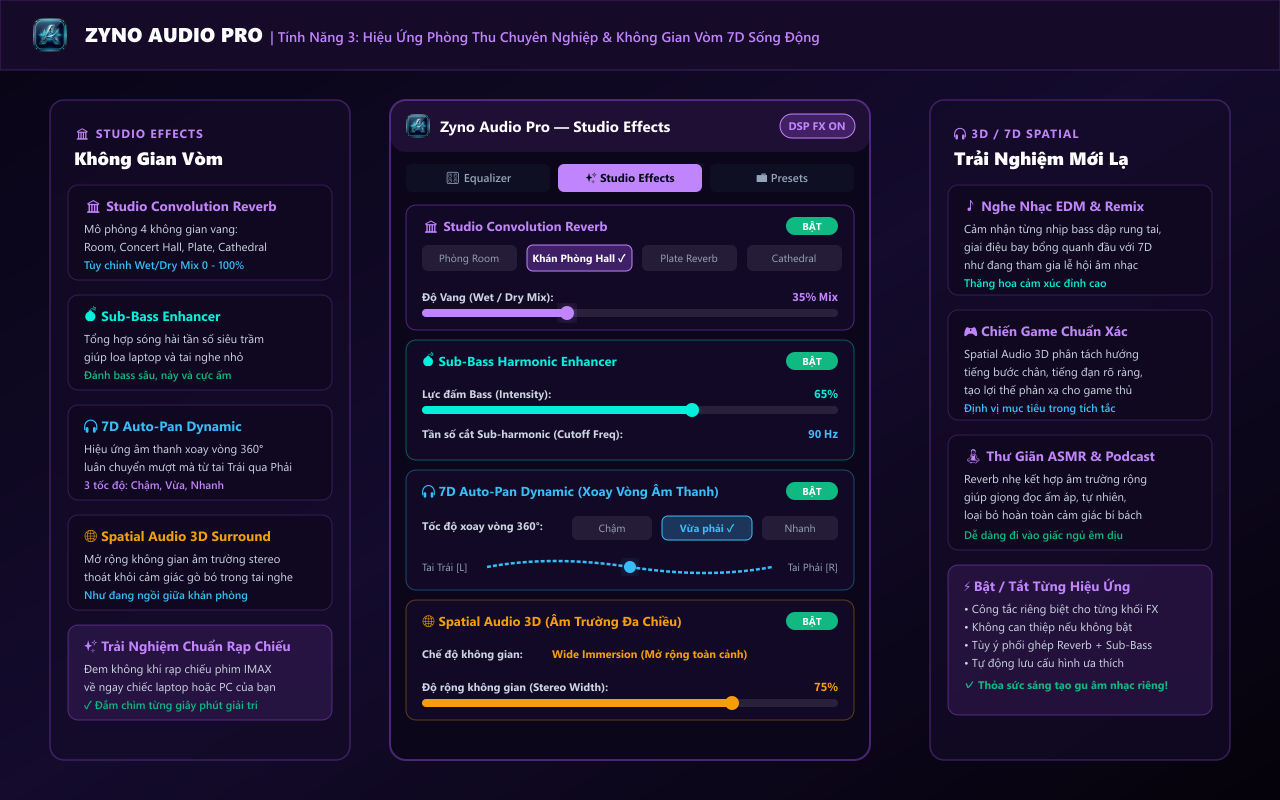 ZYNO AUDIO PRO | Tính Năng 3: Hiệu Ứng Phòng Thu Chuyên Nghiệp & Không Gian Vòm 7D Sống Động
STUDIO EFFECTS
Không Gian Vòm
Studio Convolution Reverb
Mô phỏng 4 không gian vang:
Room, Concert Hall, Plate, Cathedral
Tùy chỉnh Wet/Dry Mix 0 - 100%
Sub-Bass Enhancer
Tổng hợp sóng hài tần số siêu trầm
giúp loa laptop và tai nghe nhỏ
Đánh bass sâu, nảy và cực ấm
7D Auto-Pan Dynamic
Hiệu ứng âm thanh xoay vòng 360°
luân chuyển mượt mà từ tai Trái qua Phải
3 tốc độ: Chậm, Vừa, Nhanh
Spatial Audio 3D Surround
Mở rộng không gian âm trường stereo
thoát khỏi cảm giác gò bó trong tai nghe
Như đang ngồi giữa khán phòng
Trải Nghiệm Chuẩn Rạp Chiếu
Đem không khí rạp chiếu phim IMAX
về ngay chiếc laptop hoặc PC của bạn
✓ Đắm chìm từng giây phút giải trí
Zyno Audio Pro — Studio Effects
DSP FX ON
Equalizer
Studio Effects
Presets
Studio Convolution Reverb
BẬT
Phòng Room
Khán Phòng Hall ✓
Plate Reverb
Cathedral
Độ Vang (Wet / Dry Mix):
35% Mix
Sub-Bass Harmonic Enhancer
BẬT
Lực đấm Bass (Intensity):
65%
Tần số cắt Sub-harmonic (Cutoff Freq):
90 Hz
7D Auto-Pan Dynamic (Xoay Vòng Âm Thanh)
BẬT
Tốc độ xoay vòng 360°:
Chậm
Vừa phải ✓
Nhanh
Tai Trái [L]
Tai Phải [R]
Spatial Audio 3D (Âm Trường Đa Chiều)
BẬT
Chế độ không gian:
Wide Immersion (Mở rộng toàn cảnh)
Độ rộng không gian (Stereo Width):
75%
3D / 7D SPATIAL
Trải Nghiệm Mới Lạ
Nghe Nhạc EDM & Remix
Cảm nhận từng nhịp bass dập rung tai,
giai điệu bay bổng quanh đầu với 7D
như đang tham gia lễ hội âm nhạc
Thăng hoa cảm xúc đỉnh cao
Chiến Game Chuẩn Xác
Spatial Audio 3D phân tách hướng
tiếng bước chân, tiếng đạn rõ ràng,
tạo lợi thế phản xạ cho game thủ
Định vị mục tiêu trong tích tắc
Thư Giãn ASMR & Podcast
Reverb nhẹ kết hợp âm trường rộng
giúp giọng đọc ấm áp, tự nhiên,
loại bỏ hoàn toàn cảm giác bí bách
Dễ dàng đi vào giấc ngủ êm dịu
⚡ Bật / Tắt Từng Hiệu Ứng
• Công tắc riêng biệt cho từng khối FX
• Không can thiệp nếu không bật
• Tùy ý phối ghép Reverb + Sub-Bass
• Tự động lưu cấu hình ưa thích
✓ Thỏa sức sáng tạo gu âm nhạc riêng!